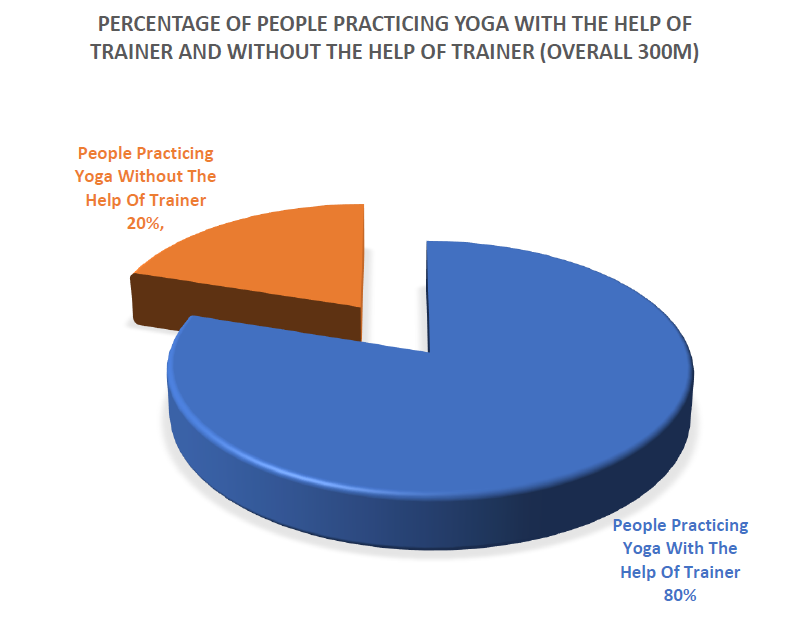 PERCENTAGE OF PEOPLE PRACTICING YOGA WITH THE HELP OF
TRAINER AND WITHOUT THE HELP OF TRAINER (OVERALL 300M)
People Practicing
Yoga Without The
Help Of Trainer
20%,
People Practicing
Yoga With The
Help Of Trainer
80%